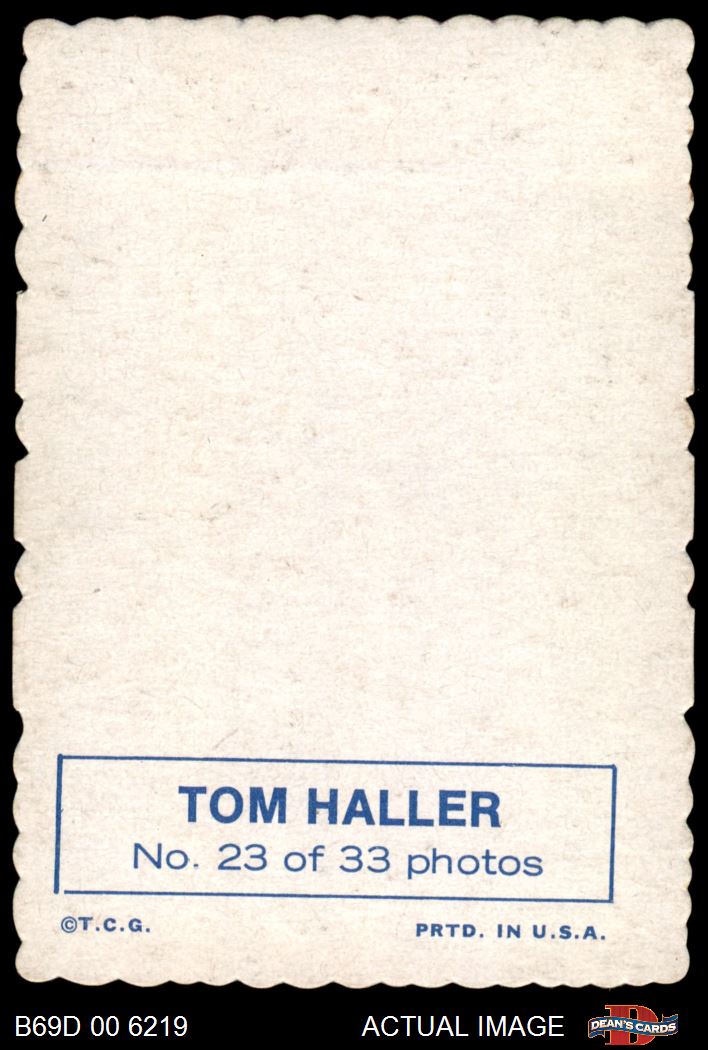 TOM HALLER
No. 23 of 33 photos
©T.C.G.
PRTD. IN U.S.A.
B69D 00 6219
ACTUAL IMAGE
DEAN'S CARDS